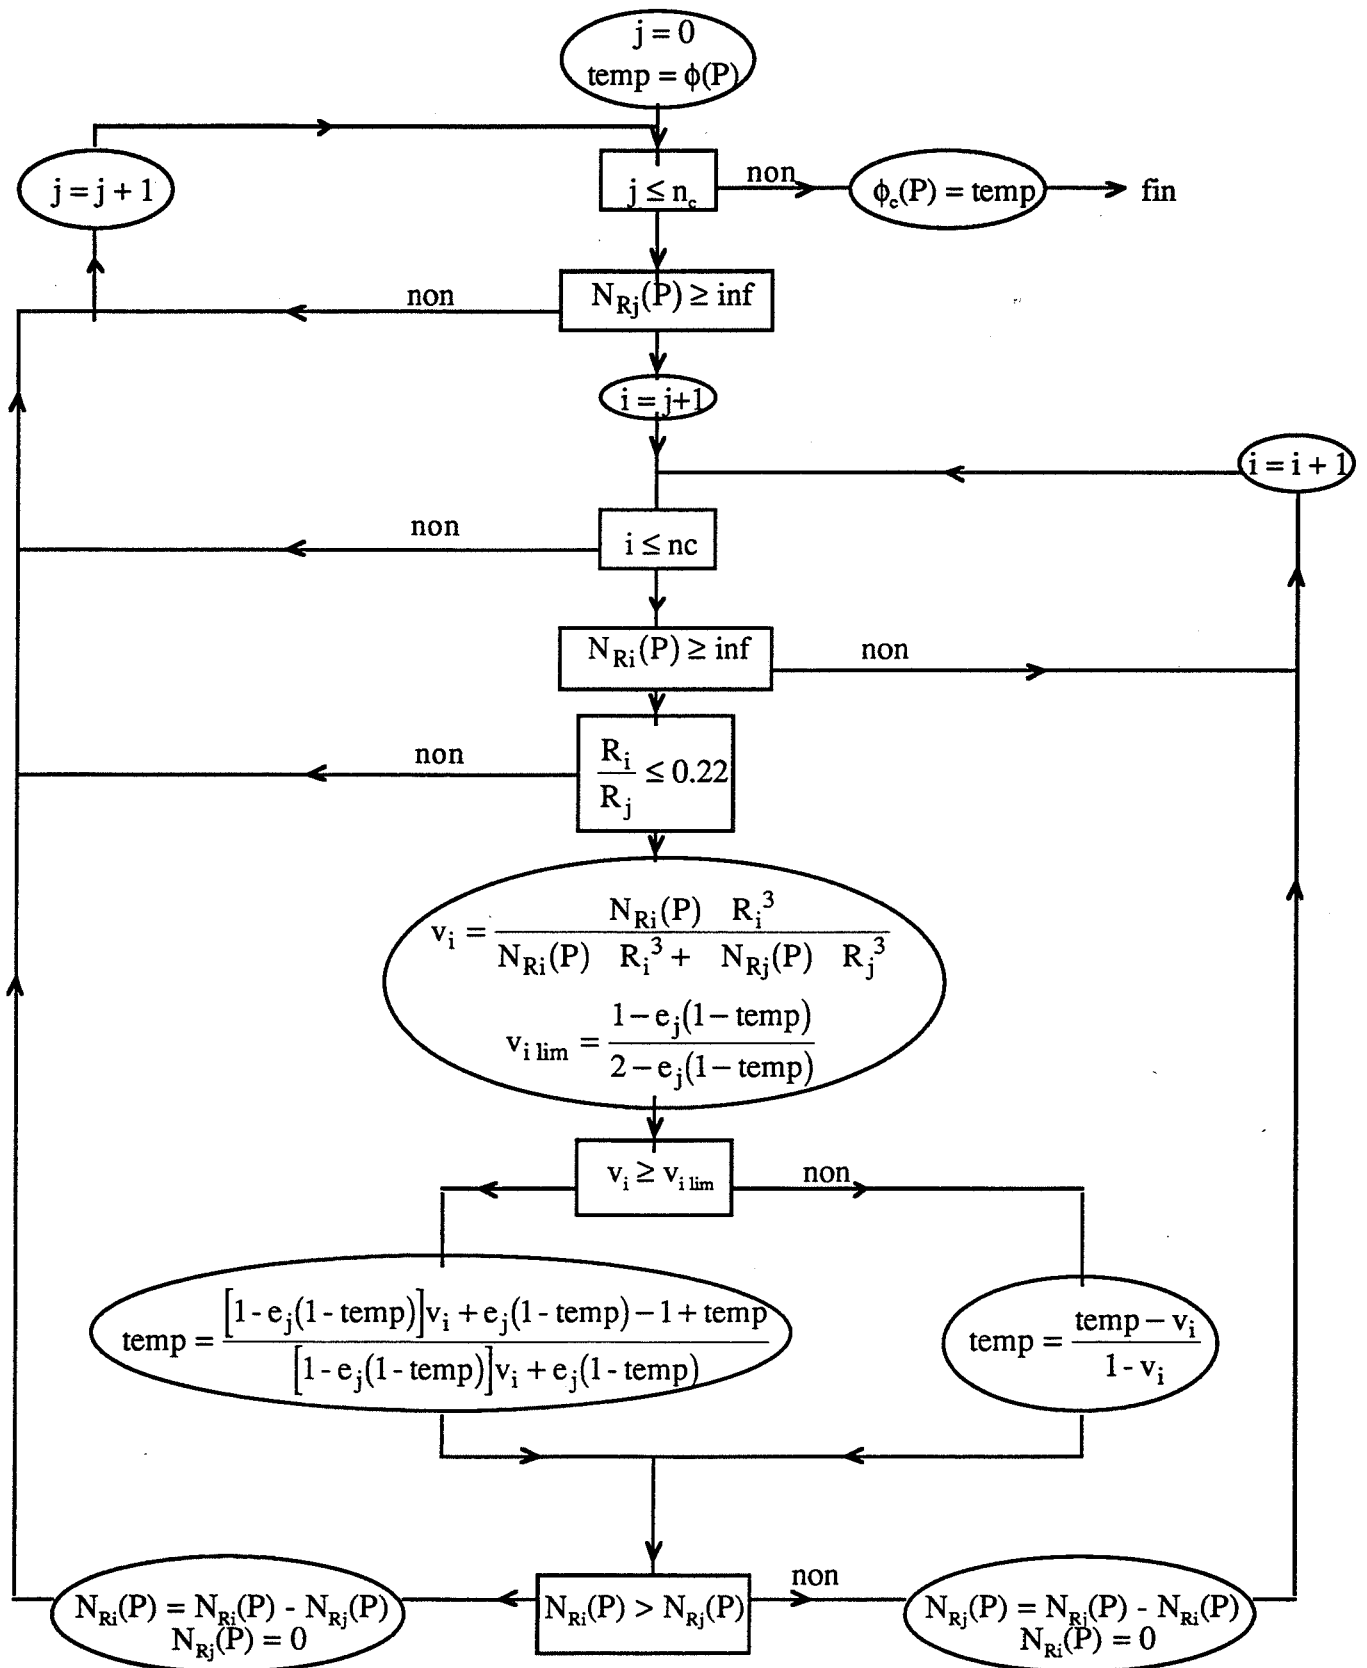 j = 0
temp = ϕ(P)
j = j + 1
j ≤ n_c
non
ϕ_c(P) = temp
fin
N_Rj(P) ≥ inf
non
i = j+1
i = i + 1
non
i ≤ nc
N_Ri(P) ≥ inf
non
non
R_i / R_j ≤ 0.22
v_i = N_Ri(P) R_i^3 / N_Ri(P) R_i^3 + N_Rj(P) R_j^3
v_i lim = 1 – e_j(1 – temp) / 2 – e_j(1 – temp)
v_i ≥ v_i lim
non
temp = [1 - e_j(1 - temp)]v_i + e_j(1 - temp) – 1 + temp / [1 - e_j(1 - temp)]v_i + e_j(1 - temp)
temp = temp – v_i / 1 - v_i
non
N_Ri(P) = N_Ri(P) - N_Rj(P)
N_Rj(P) = 0
N_Ri(P) > N_Rj(P)
N_Rj(P) = N_Rj(P) - N_Ri(P)
N_Ri(P) = 0